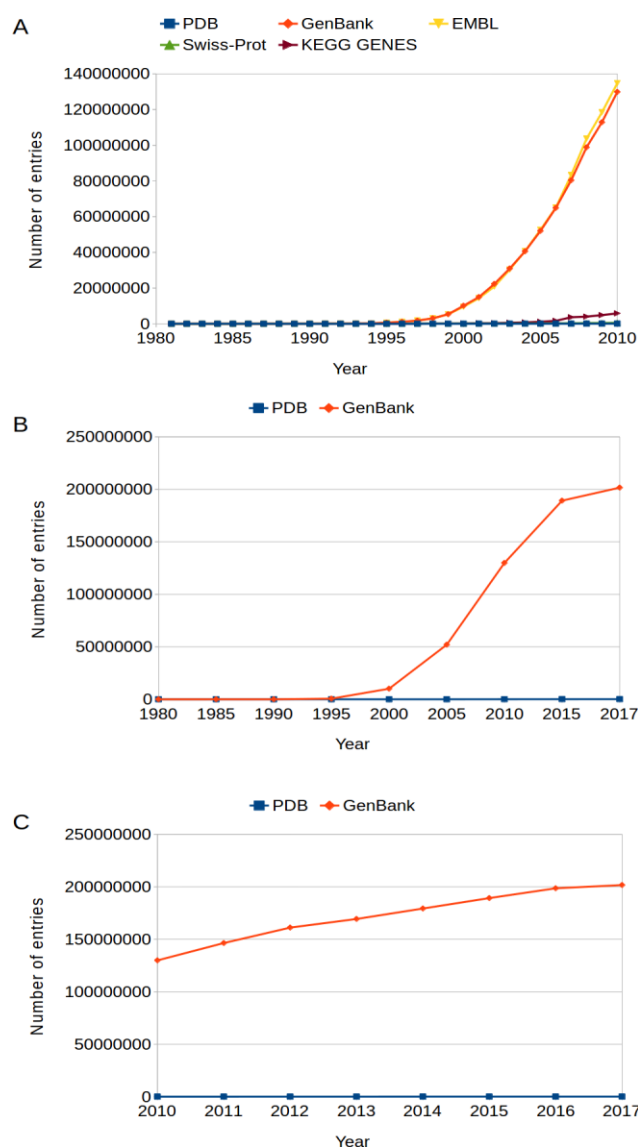 A
PDB GenBank EMBL
Swiss-Prot KEGG GENES
140000000
120000000
100000000
80000000
60000000
40000000
20000000
0
Number of entries
1980 1985 1990 1995 2000 2005 2010
Year
B
PDB GenBank
250000000
200000000
150000000
100000000
50000000
0
Number of entries
1980 1985 1990 1995 2000 2005 2010 2015 2017
Year
C
PDB GenBank
250000000
200000000
150000000
100000000
50000000
0
Number of entries
2010 2011 2012 2013 2014 2015 2016 2017
Year